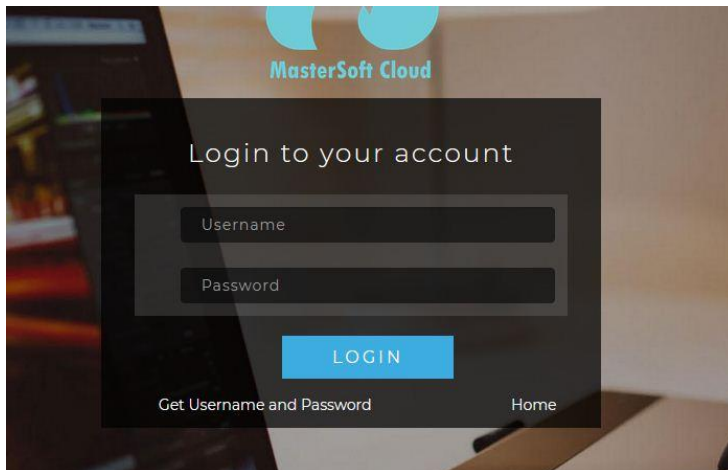 MasterSoft Cloud
Login to your account
Username
Password
LOGIN
Get Username and Password
Home